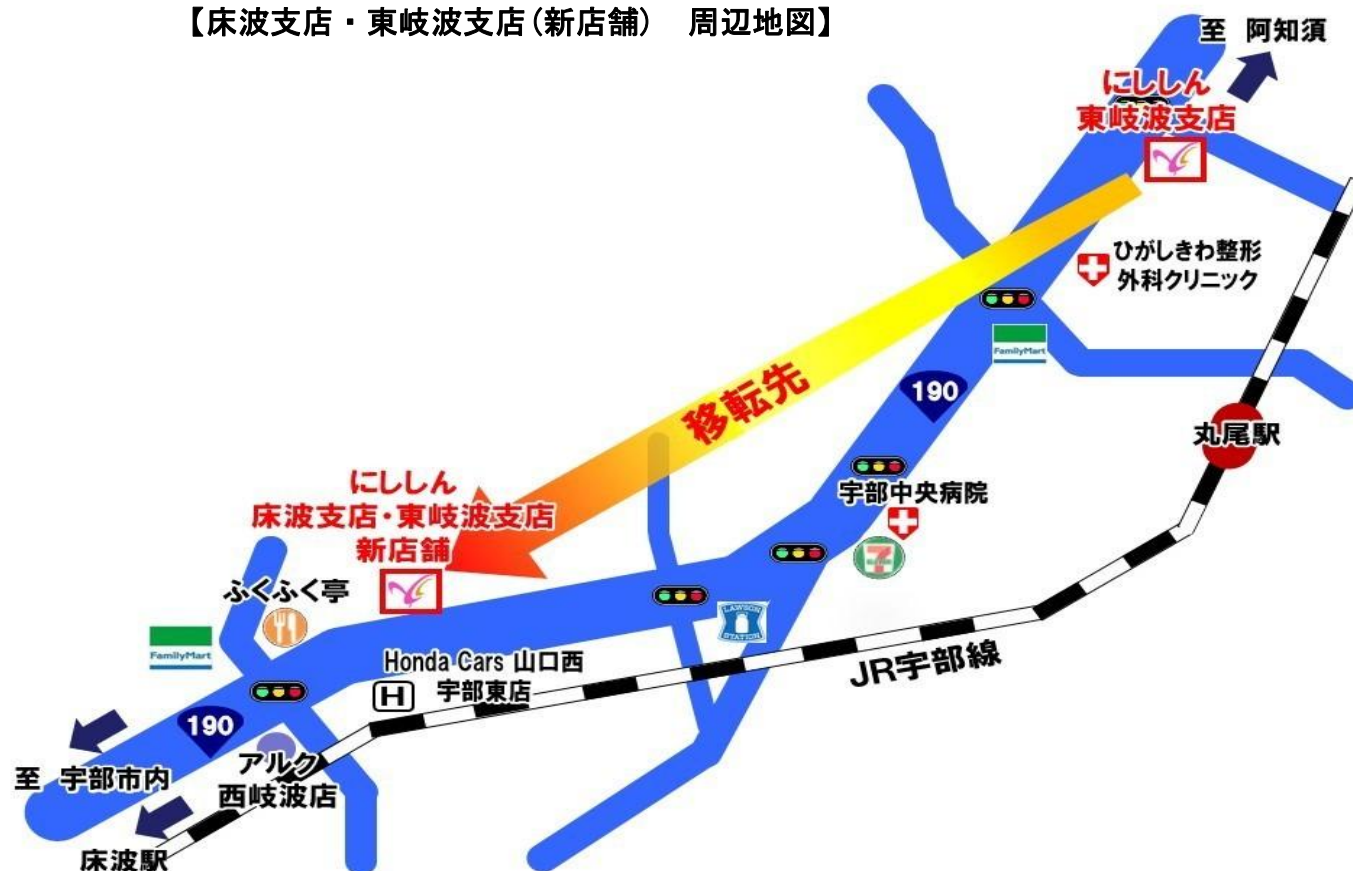 【床波支店・東岐波支店(新店舗) 周辺地図】
至 阿知須
にししん
東岐波支店
ひがしきわ整形
外科クリニック
FamilyMart
190
移転先
丸尾駅
宇部中央病院
7
にししん
床波支店・東岐波支店
新店舗
ふくふく亭
LAWSON
STATION
FamilyMart
Honda Cars 山口西
宇部東店
H
JR宇部線
190
アルク
西岐波店
至 宇部市内
床波駅